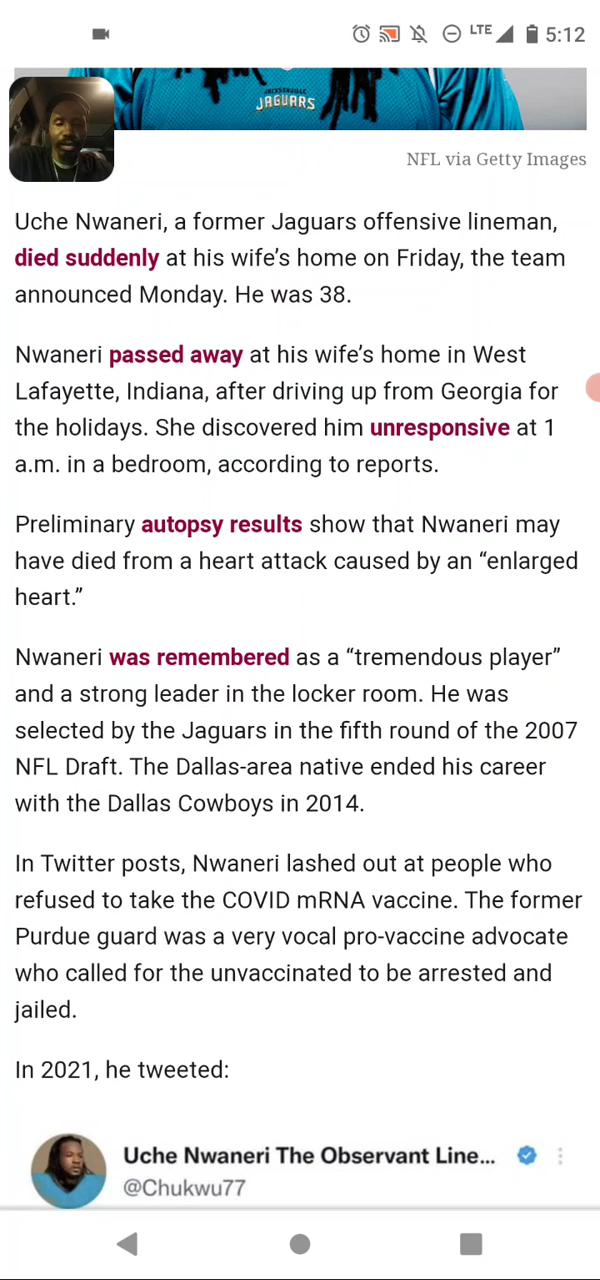 LTE 5:12
JACKSONVILLE
JAGUARS
NFL via Getty Images
Uche Nwaneri, a former Jaguars offensive lineman,
died suddenly at his wife’s home on Friday, the team
announced Monday. He was 38.
Nwaneri passed away at his wife’s home in West
Lafayette, Indiana, after driving up from Georgia for
the holidays. She discovered him unresponsive at 1
a.m. in a bedroom, according to reports.
Preliminary autopsy results show that Nwaneri may
have died from a heart attack caused by an “enlarged
heart.”
Nwaneri was remembered as a “tremendous player”
and a strong leader in the locker room. He was
selected by the Jaguars in the fifth round of the 2007
NFL Draft. The Dallas-area native ended his career
with the Dallas Cowboys in 2014.
In Twitter posts, Nwaneri lashed out at people who
refused to take the COVID mRNA vaccine. The former
Purdue guard was a very vocal pro-vaccine advocate
who called for the unvaccinated to be arrested and
jailed.
In 2021, he tweeted:
Uche Nwaneri The Observant Line...
@Chukwu77